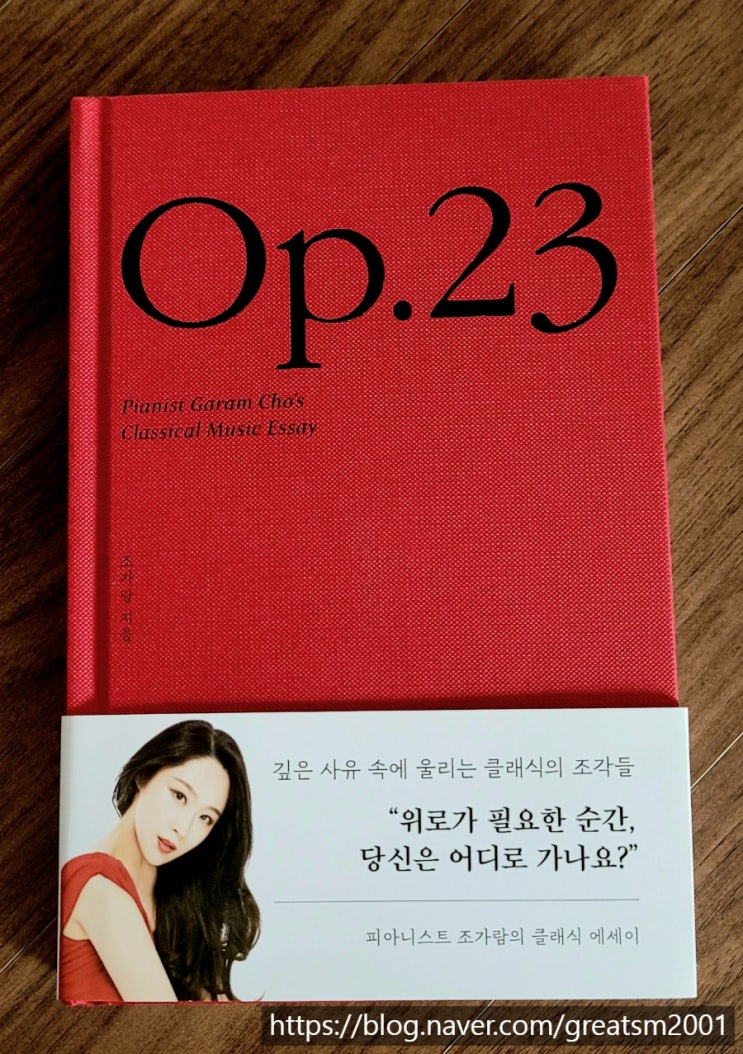 Op.23
Pianist Garam Cho's
Classical Music Essay
조가람 지음
깊은 사유 속에 울리는 클래식의 조각들
“위로가 필요한 순간,
당신은 어디로 가나요?”
피아니스트 조가람의 클래식 에세이
https://blog.naver.com/greatsm2001